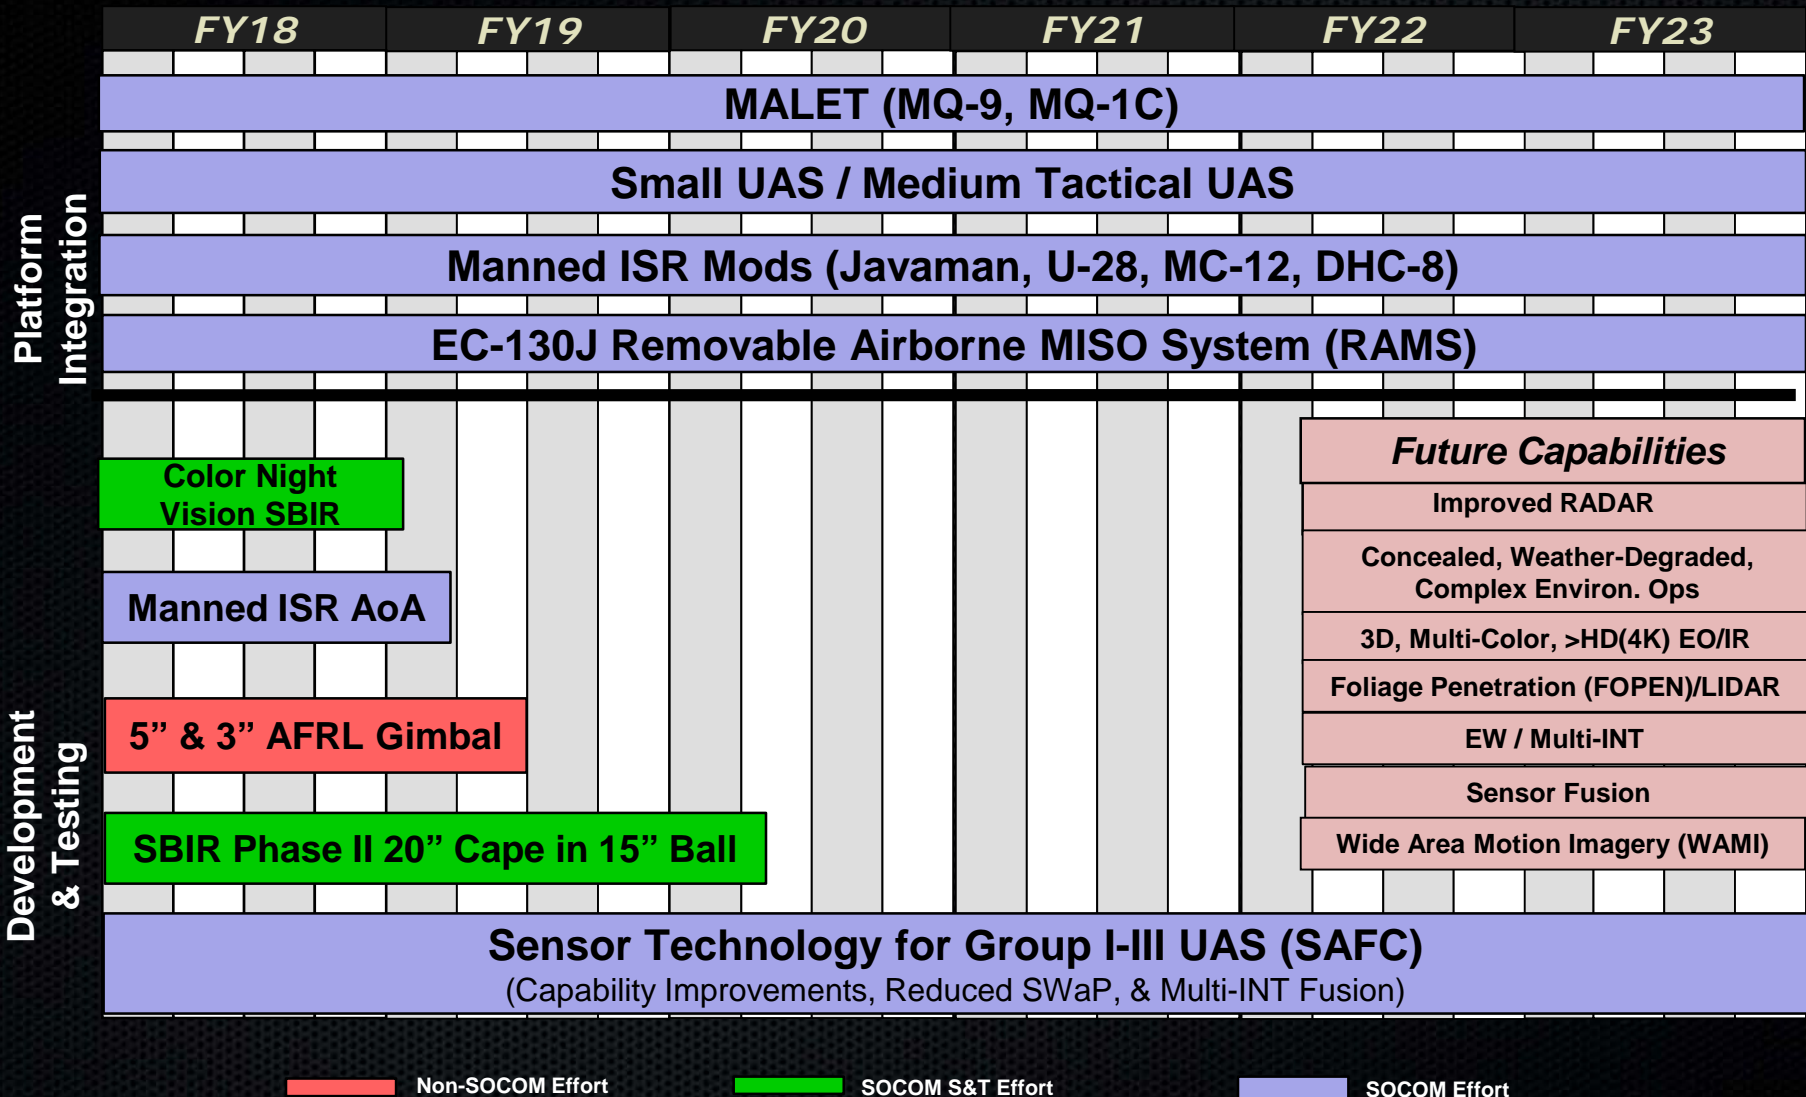 FY18 FY19 FY20 FY21 FY22 FY23
Platform
Integration
MALET (MQ-9, MQ-1C)
Small UAS / Medium Tactical UAS
Manned ISR Mods (Javaman, U-28, MC-12, DHC-8)
EC-130J Removable Airborne MISO System (RAMS)
Development
& Testing
Color Night
Vision SBIR
Manned ISR AoA
5” & 3” AFRL Gimbal
SBIR Phase II 20” Cape in 15” Ball
Future Capabilities
Improved RADAR
Concealed, Weather-Degraded,
Complex Environ. Ops
3D, Multi-Color, >HD(4K) EO/IR
Foliage Penetration (FOPEN)/LIDAR
EW / Multi-INT
Sensor Fusion
Wide Area Motion Imagery (WAMI)
Sensor Technology for Group I-III UAS (SAFC)
(Capability Improvements, Reduced SWaP, & Multi-INT Fusion)
Non-SOCOM Effort
SOCOM S&T Effort
SOCOM Effort